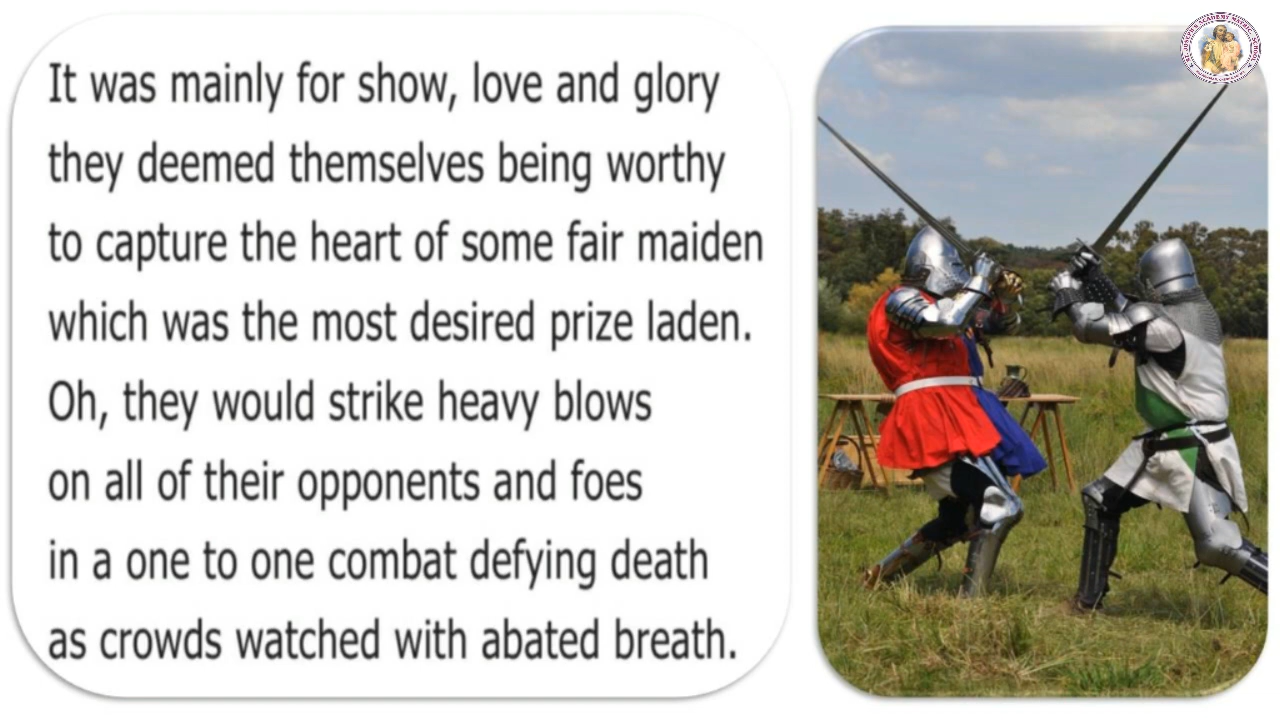 It was mainly for show, love and glory
they deemed themselves being worthy
to capture the heart of some fair maiden
which was the most desired prize laden.
Oh, they would strike heavy blows
on all of their opponents and foes
in a one to one combat defying death
as crowds watched with abated breath.